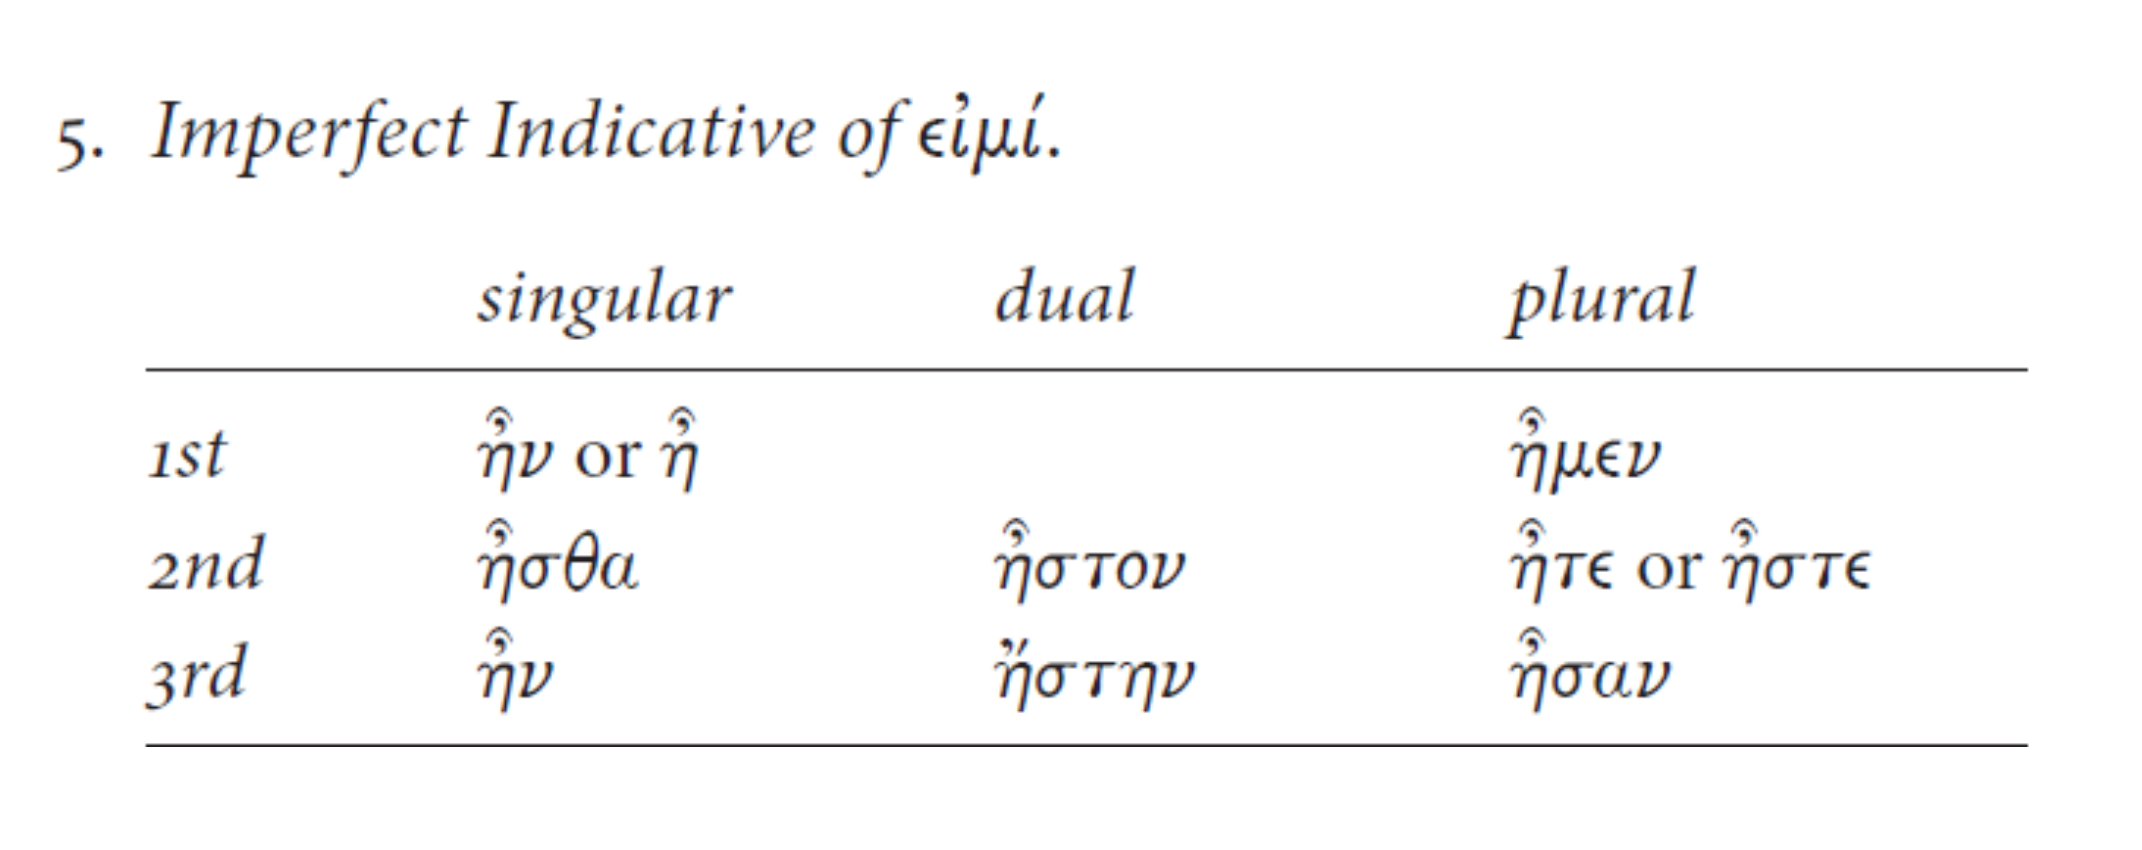 5. Imperfect Indicative of εἰμί.
singular dual plural
1st ἦν or ἦ ἦμεν
2nd ἦσθα ἦστον ἦτε or ἦστε
3rd ἦν ἤστην ἦσαν